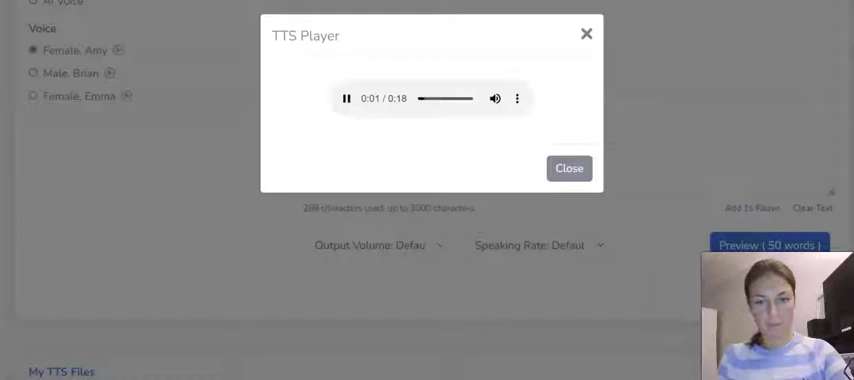 AI Voice
TTS Player
Voice
Female, Amy
Male, Brian
Female, Emma
0:01 / 0:18
Close
288 characters used, up to 3000 characters
Add 1s Pause
Clear Text
Output Volume: Defau
Speaking Rate: Defaul
Preview ( 50 words )
My TTS Files